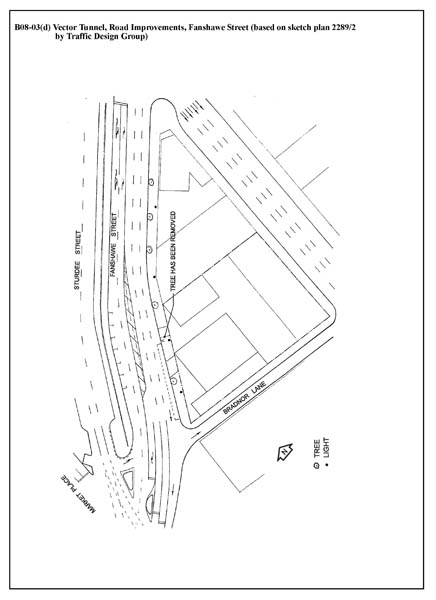 B08-03(d) Vector Tunnel, Road Improvements, Fanshawe Street (based on sketch plan 2289/2
by Traffic Design Group)
STURDEE STREET
FANSHAWE STREET
TREE HAS BEEN REMOVED
BRADNOR LANE
MARKET PLACE
N
TREE
LIGHT